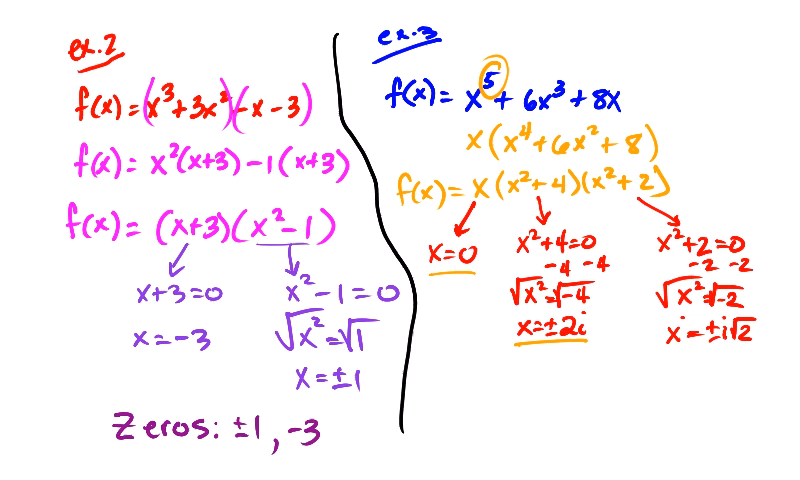 ex.2
f(x) = (x³ + 3x²)(-x - 3)
f(x) = x²(x+3) - 1(x+3)
f(x) = (x+3)(x² - 1)
x+3=0
x² - 1 = 0
x = -3
√x² = √1
x = ±1
Zeros: ±1, -3
ex.3
f(x) = x⁵ + 6x³ + 8x
x(x⁴ + 6x² + 8)
f(x) = x(x² + 4)(x² + 2)
x=0
x²+4=0
-4 -4
√x² = √-4
x = ±2i
x²+2=0
-2 -2
√x² = √-2
x = ±i√2